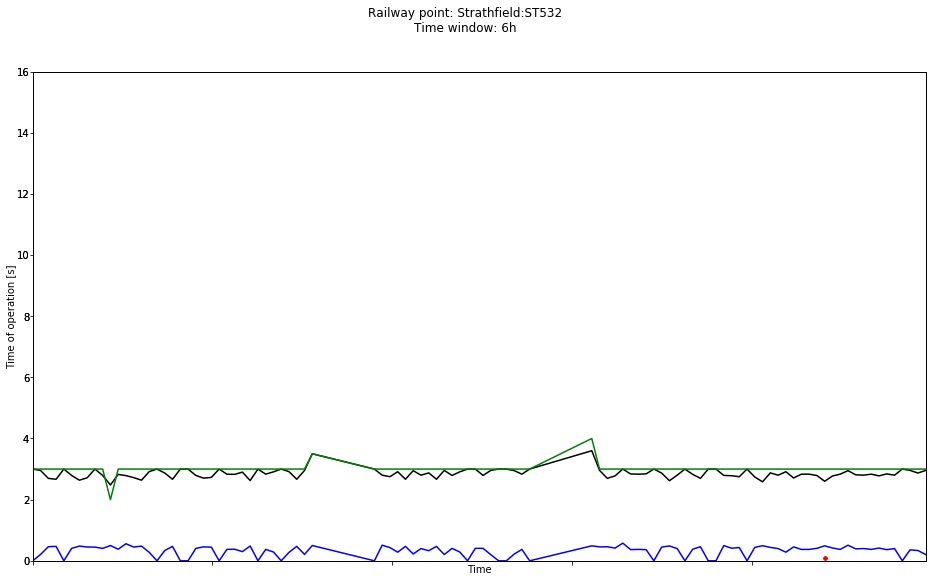 Railway point: Strathfield:ST532
Time window: 6h
16
14
12
10
8
6
4
2
0
Time of operation [s]
Time